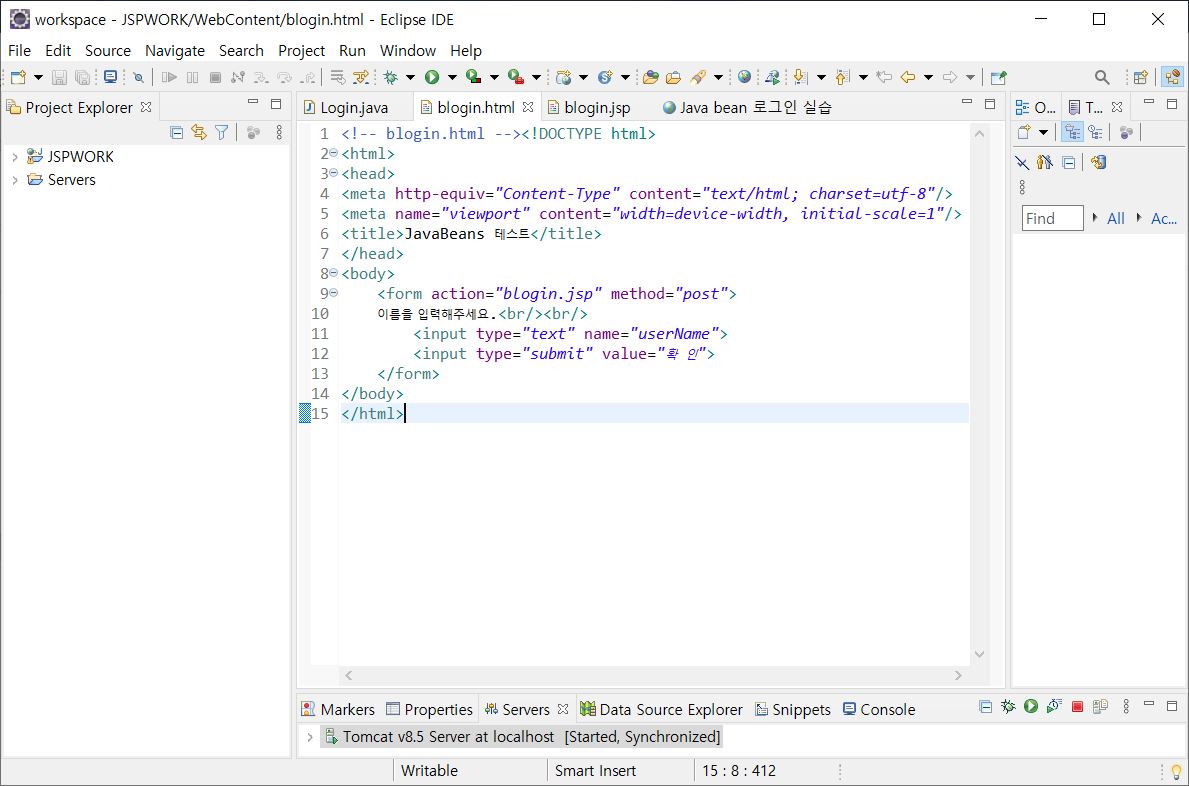 workspace - JSPWORK/WebContent/blogin.html - Eclipse IDE
File Edit Source Navigate Search Project Run Window Help
Project Explorer
JSPWORK
Servers
Login.java blogin.html blogin.jsp Java bean 로그인 실습
1 <!-- blogin.html --><!DOCTYPE html>
2 <html>
3 <head>
4 <meta http-equiv="Content-Type" content="text/html; charset=utf-8"/>
5 <meta name="viewport" content="width=device-width, initial-scale=1"/>
6 <title>JavaBeans 테스트</title>
7 </head>
8 <body>
9 <form action="blogin.jsp" method="post">
10 이름을 입력해주세요.<br/><br/>
11 <input type="text" name="userName">
12 <input type="submit" value="확 인">
13 </form>
14 </body>
15 </html>
O... T...
Find All Ac...
Markers Properties Servers Data Source Explorer Snippets Console
Tomcat v8.5 Server at localhost [Started, Synchronized]
Writable Smart Insert 15 : 8 : 412